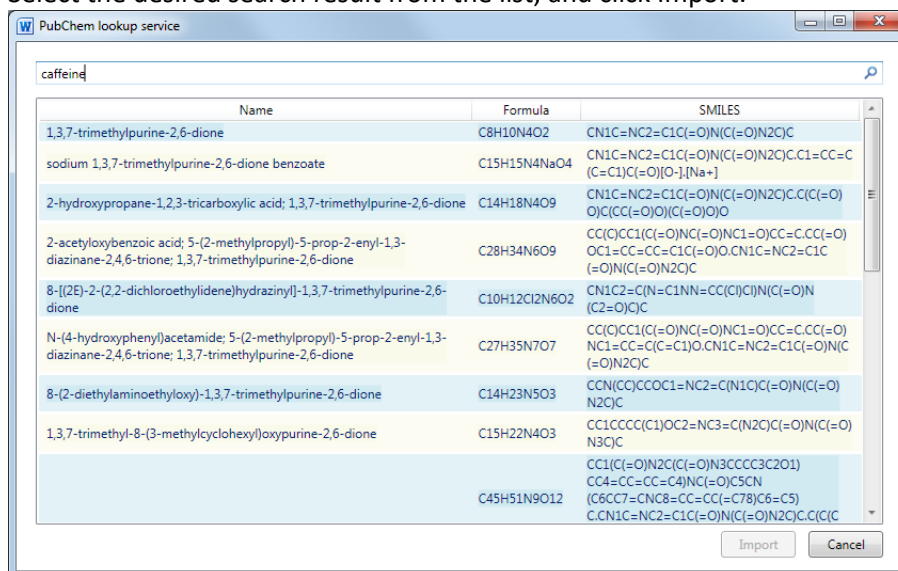 Select the desired search result from the list, and click Import.
PubChem lookup service
caffeine
Name Formula SMILES
1,3,7-trimethylpurine-2,6-dione C8H10N4O2 CN1C=NC2=C1C(=O)N(C(=O)N2C)C
sodium 1,3,7-trimethylpurine-2,6-dione benzoate C15H15N4NaO4 CN1C=NC2=C1C(=O)N(C(=O)N2C)C.C1=CC=C
(C=C1)C(=O)[O-].[Na+]
2-hydroxypropane-1,2,3-tricarboxylic acid; 1,3,7-trimethylpurine-2,6-dione C14H18N4O9 CN1C=NC2=C1C(=O)N(C(=O)N2C)C.C(C(=O)
O)C(CC(=O)O)(C(=O)O)O
2-acetyloxybenzoic acid; 5-(2-methylpropyl)-5-prop-2-enyl-1,3-
diazinane-2,4,6-trione; 1,3,7-trimethylpurine-2,6-dione C28H34N6O9 CC(C)CC1(C(=O)NC(=O)NC1=O)CC=C.CC(=O)
OC1=CC=CC=C1C(=O)O.CN1C=NC2=C1C
(=O)N(C(=O)N2C)C
8-[(2E)-2-(2,2-dichloroethylidene)hydrazinyl]-1,3,7-trimethylpurine-2,6-
dione C10H12Cl2N6O2 CN1C2=C(N=C1NN=CC(Cl)Cl)N(C(=O)N
(C2=O)C)C
N-(4-hydroxyphenyl)acetamide; 5-(2-methylpropyl)-5-prop-2-enyl-1,3-
diazinane-2,4,6-trione; 1,3,7-trimethylpurine-2,6-dione C27H35N7O7 CC(C)CC1(C(=O)NC(=O)NC1=O)CC=C.CC(=O)
NC1=CC=C(C=C1)O.CN1C=NC2=C1C(=O)N(C
(=O)N2C)C
8-(2-diethylaminoethyloxy)-1,3,7-trimethylpurine-2,6-dione C14H23N5O3 CCN(CC)CCOC1=NC2=C(N1C)C(=O)N(C(=O)
N2C)C
1,3,7-trimethyl-8-(3-methylcyclohexyl)oxypurine-2,6-dione C15H22N4O3 CC1CCCC(C1)OC2=NC3=C(N2C)C(=O)N(C(=O)
N3C)C
C45H51N9O12 CC1(C(=O)N2C(C(=O)N3CCCC3C2O1)
CC4=CC=CC=C4)NC(=O)C5CN
(C6CC7=CNC8=CC=CC(=C78)C6=C5)
C.CN1C=NC2=C1C(=O)N(C(=O)N2C)C.C(C(C
Import Cancel